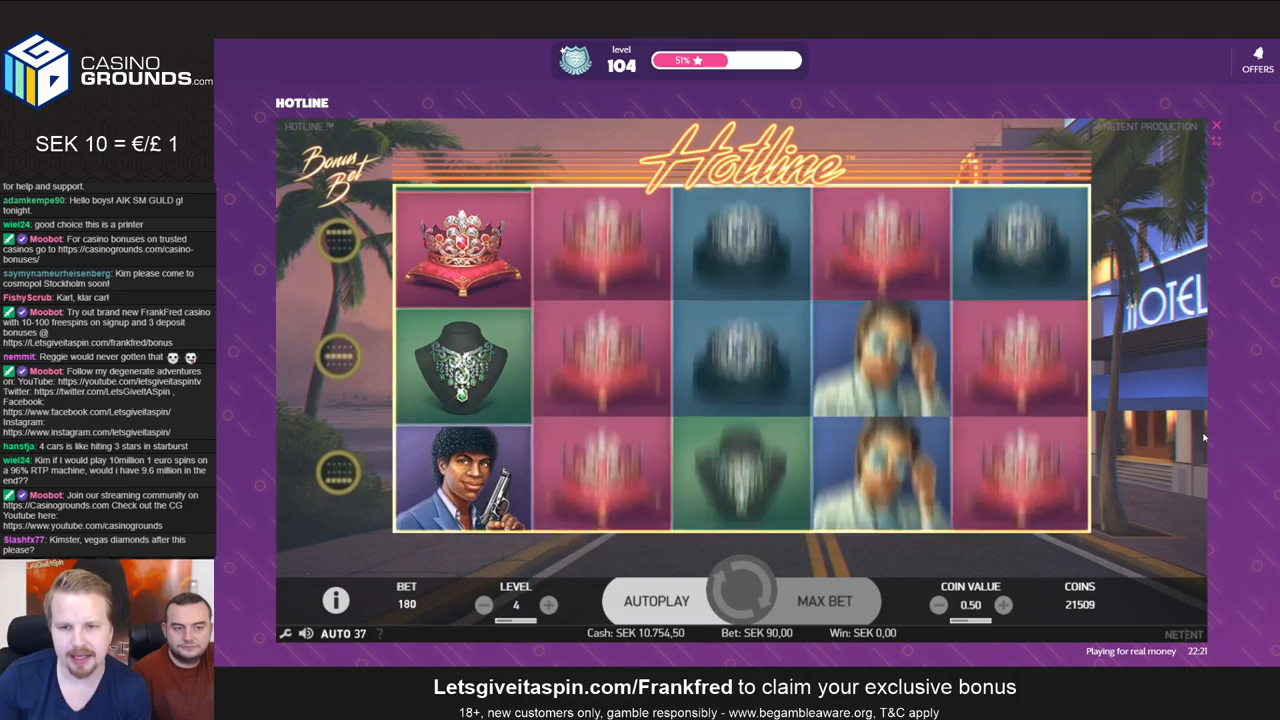 CASINO
GROUNDS.com
SEK 10 = €/£ 1
for help and support.
adamkempe90: Hello boys! AIK SM GULD gl
tonight.
wiel24: good choice this is a printer
Moobot: For casino bonuses on trusted
casinos go to https://casinogrounds.com/casino-
bonuses/
saymynameurheisenberg: Kim please come to
cosmopol Stockholm soon!
FishyScrub: Karl, klar car!
Moobot: Try out brand new FrankFred casino
with 10-100 freespins on signup and 3 deposit
bonuses @
https://Letsgiveitaspin.com/frankfred/bonus
nemmit: Reggie would never gotten that
Moobot: Follow my degenerate adventures
on: YouTube: https://youtube.com/letsgiveitaspintv
Twitter: https://twitter.com/LetsGiveItASpin ,
Facebook:
https://www.facebook.com/Letsgiveitaspin/
Instagram:
https://www.instagram.com/letsgiveitaspin/
hansfja: 4 cars is like hiting 3 stars in starburst
wiel24: Kim if I would play 10million 1 euro spins on
a 96% RTP machine, would i have 9.6 million in the
end??
Moobot: Join our streaming community on
https://Casinogrounds.com Check out the CG
Youtube here:
https://www.youtube.com/casinogrounds
Slashfx77: Kimster, vegas diamonds after this
please?
level
104
51%
OFFERS
HOTLINE
HOTLINE ™
A NETENT PRODUCTION
Bonus
Bet
Hotline™
HOTEL
BET
180
LEVEL
4
AUTOPLAY
MAX BET
COIN VALUE
0.50
COINS
21509
AUTO 37 ?
Cash: SEK 10.754,50
Bet: SEK 90,00
Win: SEK 0,00
NETENT
Playing for real money 22:21
Letsgiveitaspin.com/Frankfred to claim your exclusive bonus
18+, new customers only, gamble responsibly - www.begambleaware.org, T&C apply